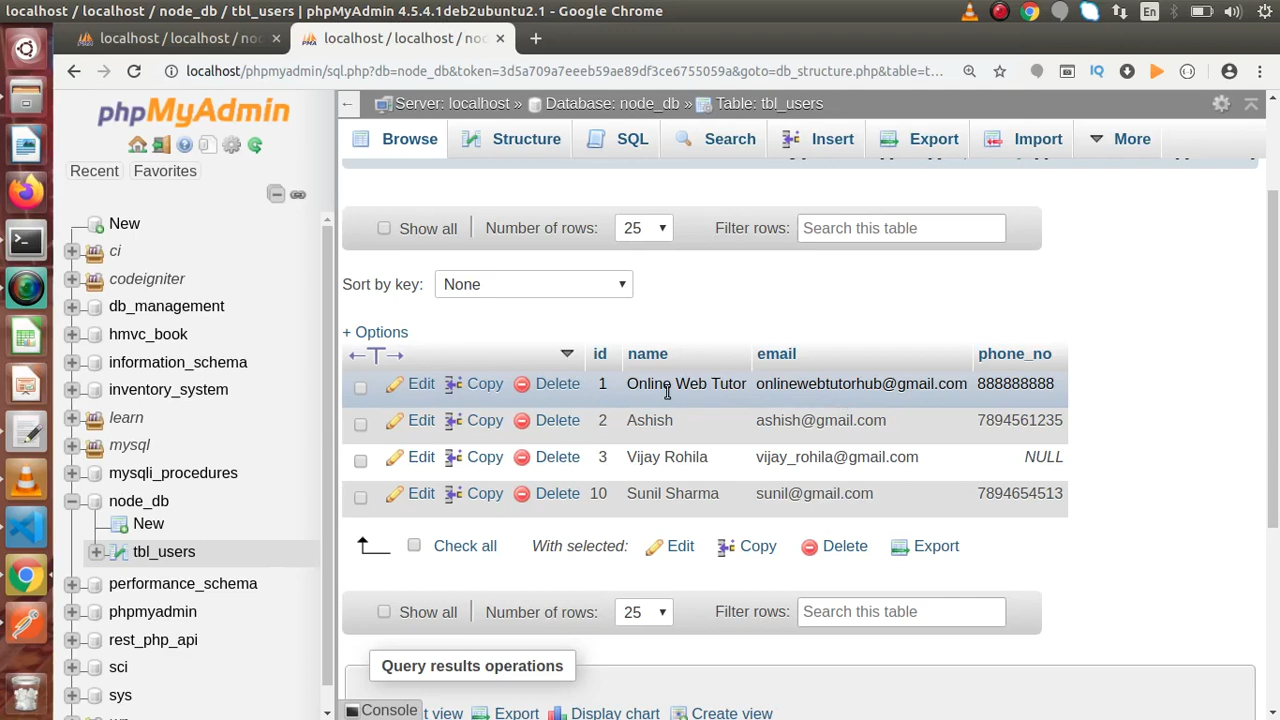 localhost / localhost / node_db / tbl_users | phpMyAdmin 4.5.4.1deb2ubuntu2.1 - Google Chrome
En
localhost / localhost / noc
localhost / localhost / nod
localhost/phpmyadmin/sql.php?db=node_db&token=3d5a709a7eeeb59ae89df3ce6755059a&goto=db_structure.php&table=t...
IQ
phpMyAdmin
Recent
Favorites
New
ci
codeigniter
db_management
hmvc_book
information_schema
inventory_system
learn
mysql
mysqli_procedures
node_db
New
tbl_users
performance_schema
phpmyadmin
rest_php_api
sci
sys
Server: localhost » Database: node_db » Table: tbl_users
Browse Structure SQL Search Insert Export Import More
Show all Number of rows: 25 Filter rows: Search this table
Sort by key: None
+ Options
id name email phone_no
Edit Copy Delete 1 Online Web Tutor onlinewebtutorhub@gmail.com 888888888
Edit Copy Delete 2 Ashish ashish@gmail.com 7894561235
Edit Copy Delete 3 Vijay Rohila vijay_rohila@gmail.com NULL
Edit Copy Delete 10 Sunil Sharma sunil@gmail.com 7894654513
Check all With selected: Edit Copy Delete Export
Show all Number of rows: 25 Filter rows: Search this table
Query results operations
Console
t view Export Display chart Create view